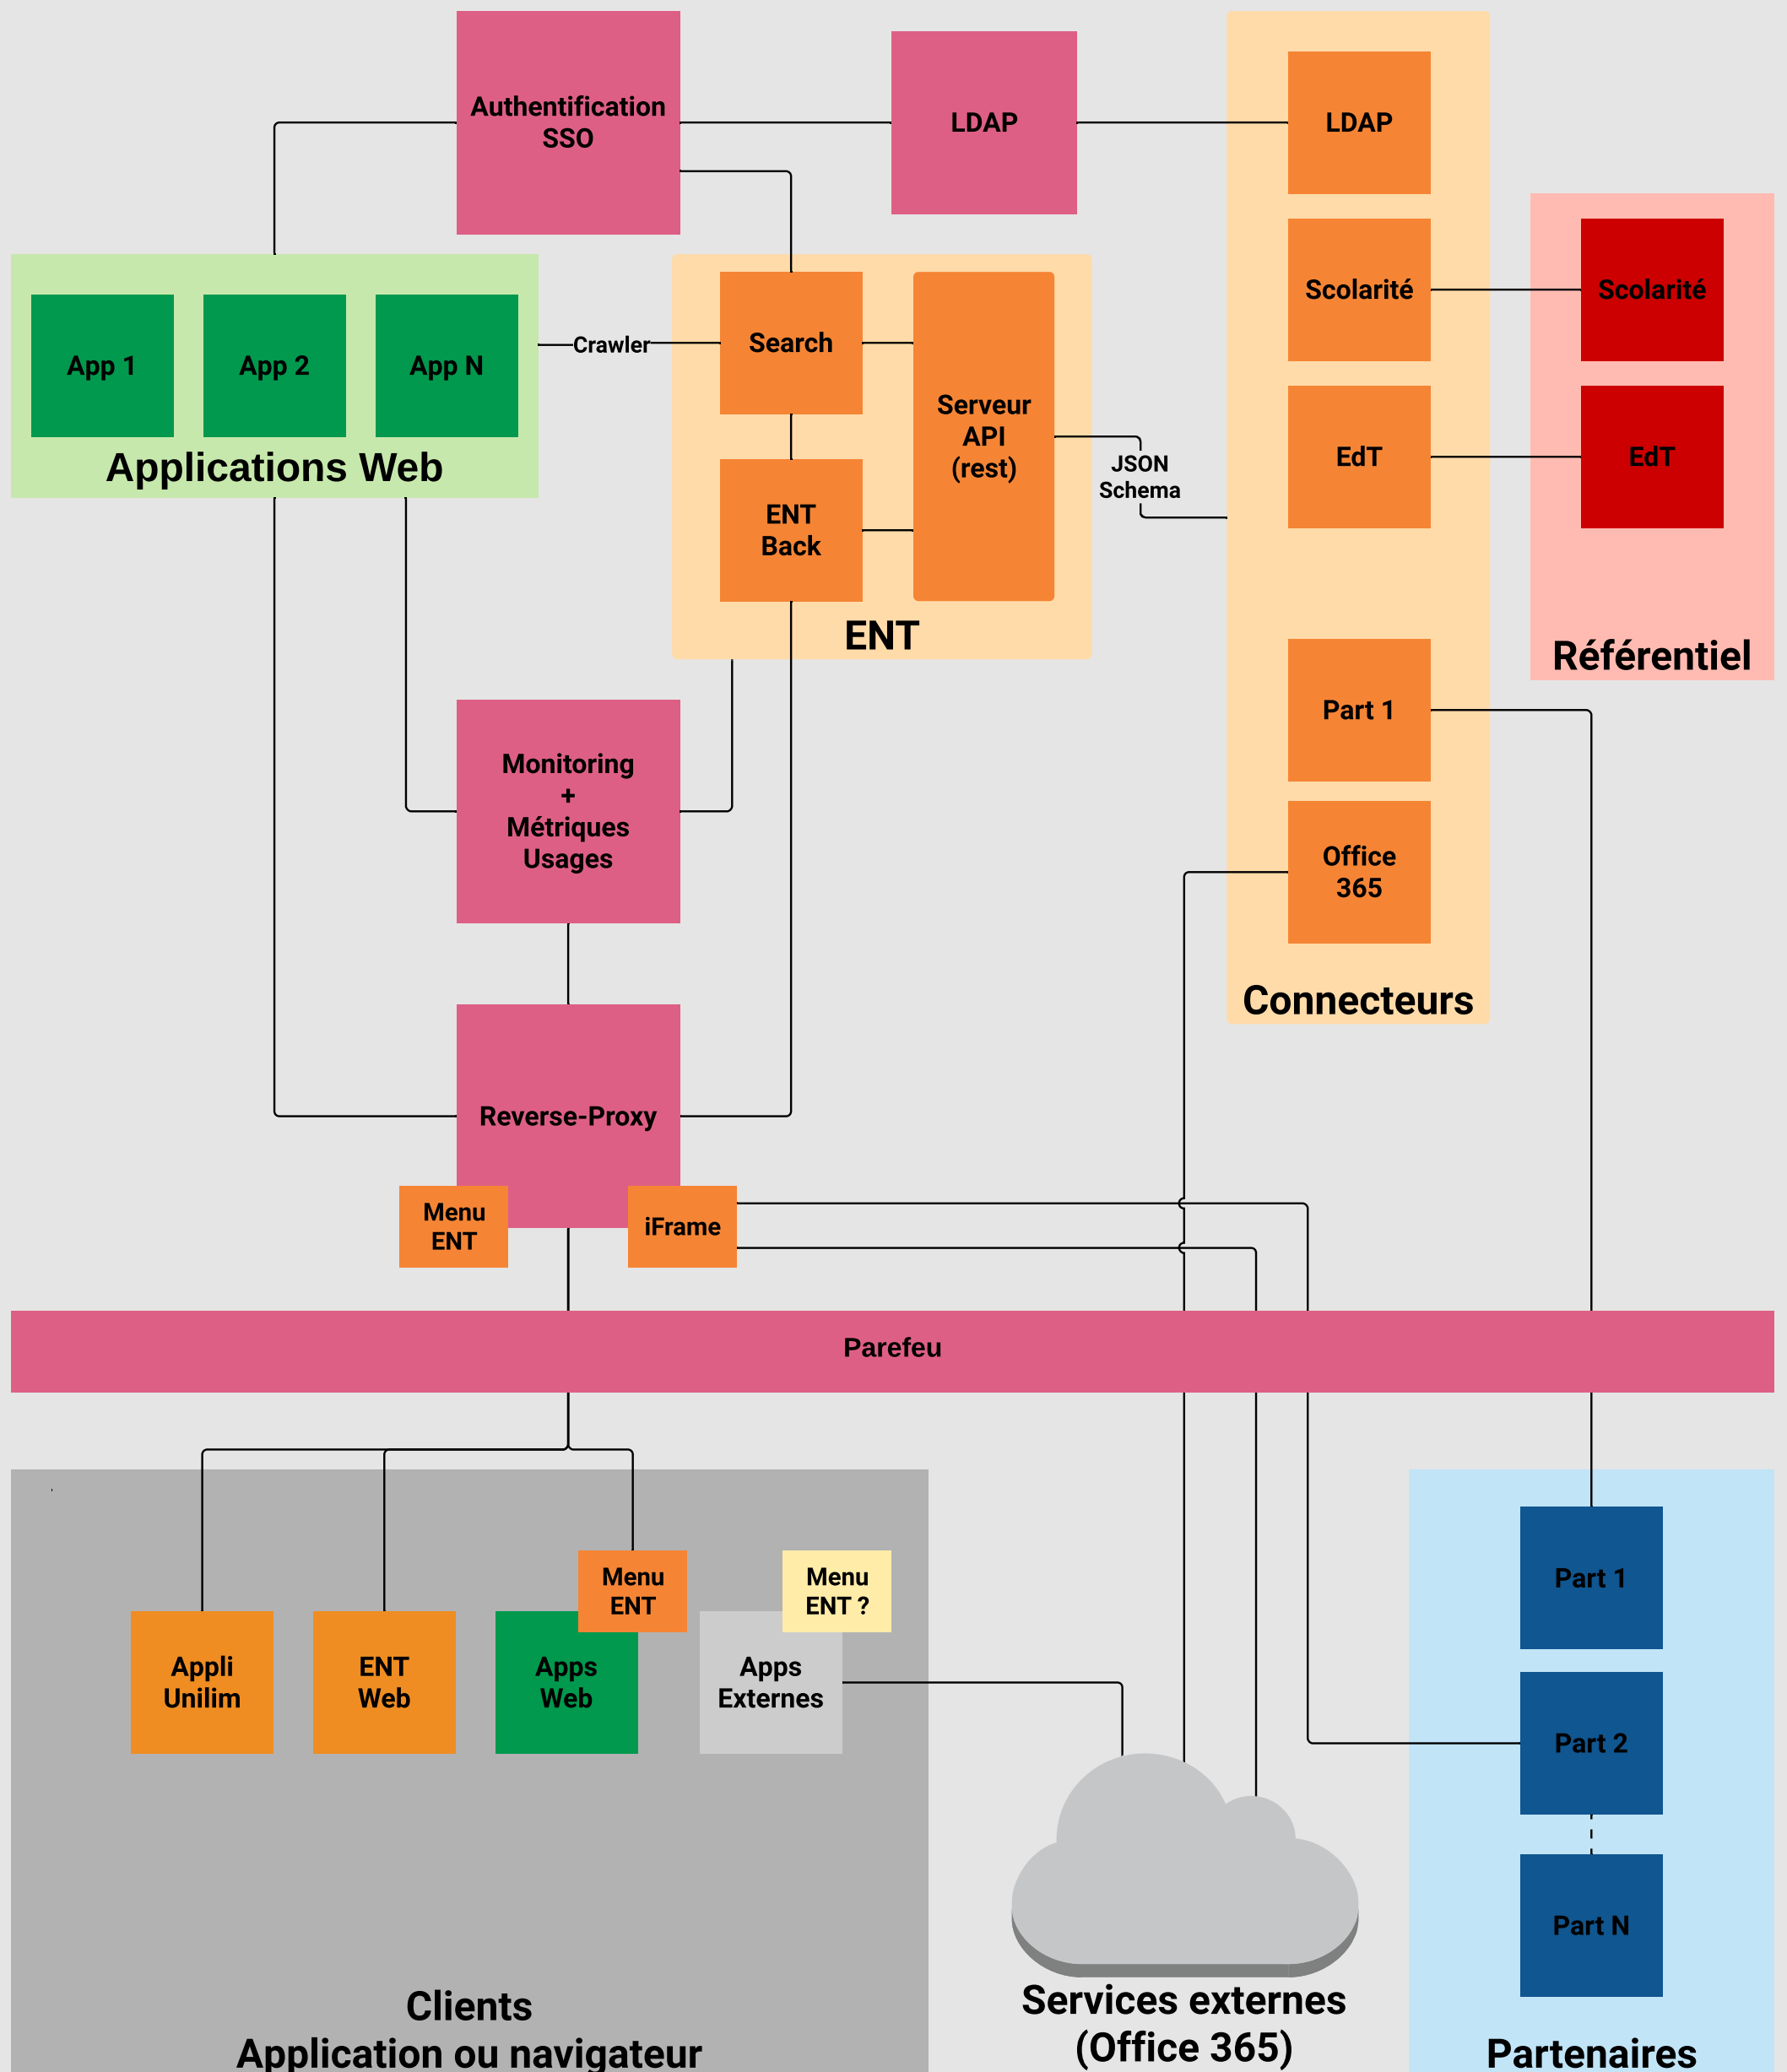 Authentification
SSO
LDAP
LDAP
Scolarité
Scolarité
App 1
App 2
App N
Applications Web
Crawler
Search
Serveur
API
(rest)
JSON
Schema
EdT
EdT
ENT
Back
ENT
Référentiel
Part 1
Monitoring
+
Métriques
Usages
Office
365
Connecteurs
Reverse-Proxy
Menu
ENT
iFrame
Parefeu
Menu
ENT
Menu
ENT ?
Appli
Unilim
ENT
Web
Apps
Web
Apps
Externes
Part 1
Part 2
Part N
Clients
Application ou navigateur
Services externes
(Office 365)
Partenaires